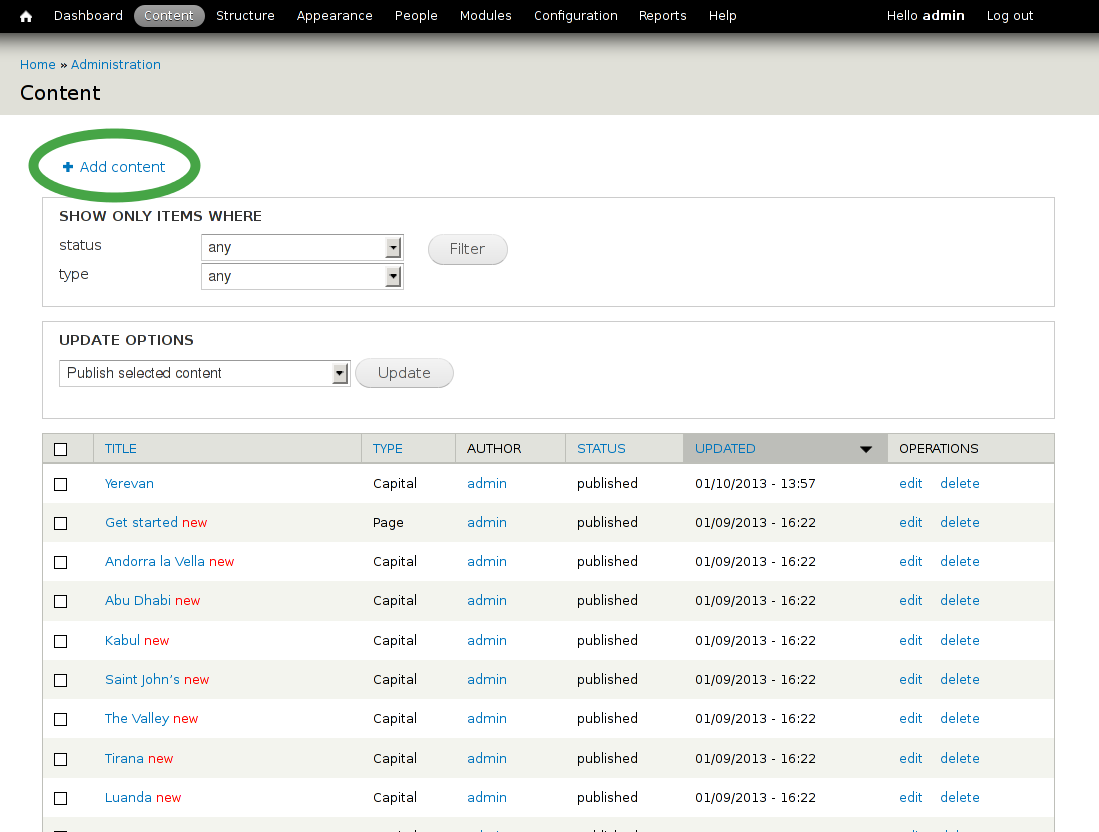 Dashboard Content Structure Appearance People Modules Configuration Reports Help Hello admin Log out
Home » Administration
Content
+ Add content
SHOW ONLY ITEMS WHERE
status any Filter
type any
UPDATE OPTIONS
Publish selected content Update
TITLE TYPE AUTHOR STATUS UPDATED OPERATIONS
Yerevan Capital admin published 01/10/2013 - 13:57 edit delete
Get started new Page admin published 01/09/2013 - 16:22 edit delete
Andorra la Vella new Capital admin published 01/09/2013 - 16:22 edit delete
Abu Dhabi new Capital admin published 01/09/2013 - 16:22 edit delete
Kabul new Capital admin published 01/09/2013 - 16:22 edit delete
Saint John’s new Capital admin published 01/09/2013 - 16:22 edit delete
The Valley new Capital admin published 01/09/2013 - 16:22 edit delete
Tirana new Capital admin published 01/09/2013 - 16:22 edit delete
Luanda new Capital admin published 01/09/2013 - 16:22 edit delete